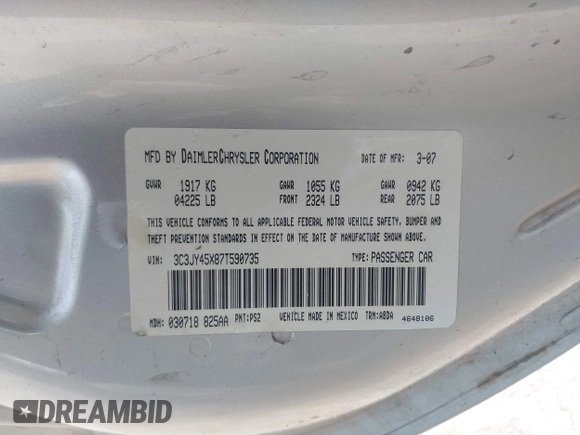 MFD BY DAIMLERCHRYSLER CORPORATION DATE OF MFR: 3-07
GVWR 1917 KG GAWR 1055 KG GAWR 0942 KG
04225 LB FRONT 2324 LB REAR 2075 LB
THIS VEHICLE CONFORMS TO ALL APPLICABLE FEDERAL MOTOR VEHICLE SAFETY, BUMPER AND
THEFT PREVENTION STANDARDS IN EFFECT ON THE DATE OF MANUFACTURE SHOWN ABOVE.
VIN: 3C3JY45X87T590735 TYPE: PASSENGER CAR
MDH: 030718 825AA PNT: PS2 VEHICLE MADE IN MEXICO TRM: A8DA 4648106
DREAMBID